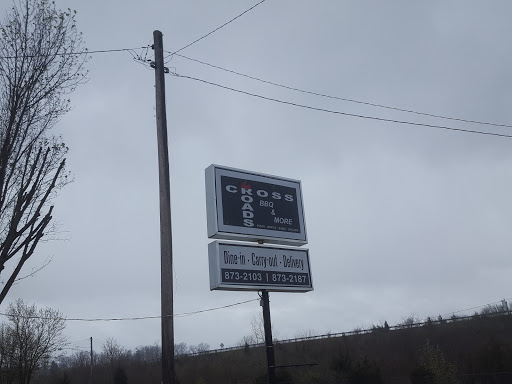 CROSS
ROADS
BBQ
&
MORE
Dine-in · Carry-out · Delivery
873-2103 | 873-2187